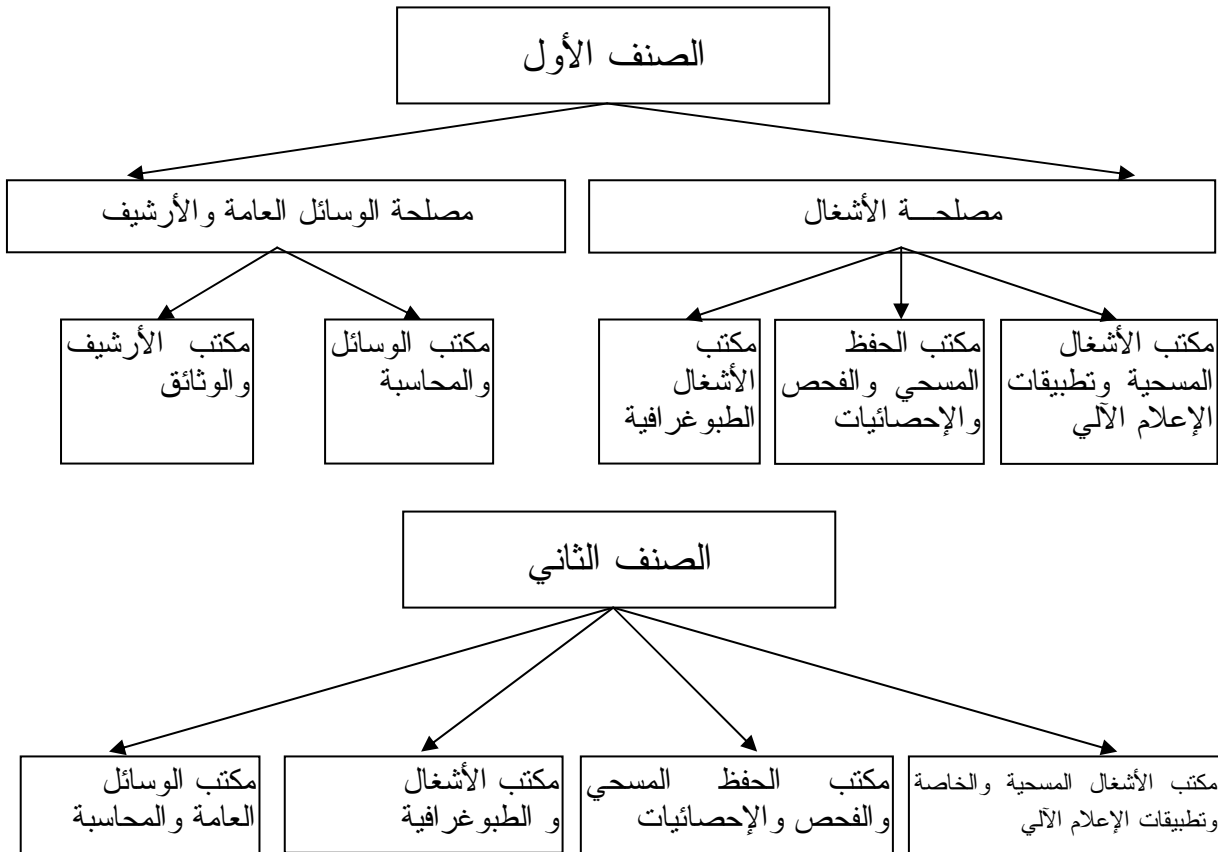 الصنف الأول
مصلحـــة الأشغال
مصلحة الوسائل العامة والأرشيف
مكتب الأشغال
المسحية وتطبيقات
الإعلام الآلي
مكتب الحفظ
المسحي والفحص
والإحصائيات
مكتب
الأشغال
الطبوغرافية
مكتب الوسائل
والمحاسبة
مكتب الأرشيف
والوثائق
الصنف الثاني
مكتب الأشغال المسحية والخاصة
وتطبيقات الإعلام الآلي
مكتب الحفظ المسحي
والفحص والإحصائيات
مكتب الأشغال
و الطبوغرافية
مكتب الوسائل
العامة والمحاسبة